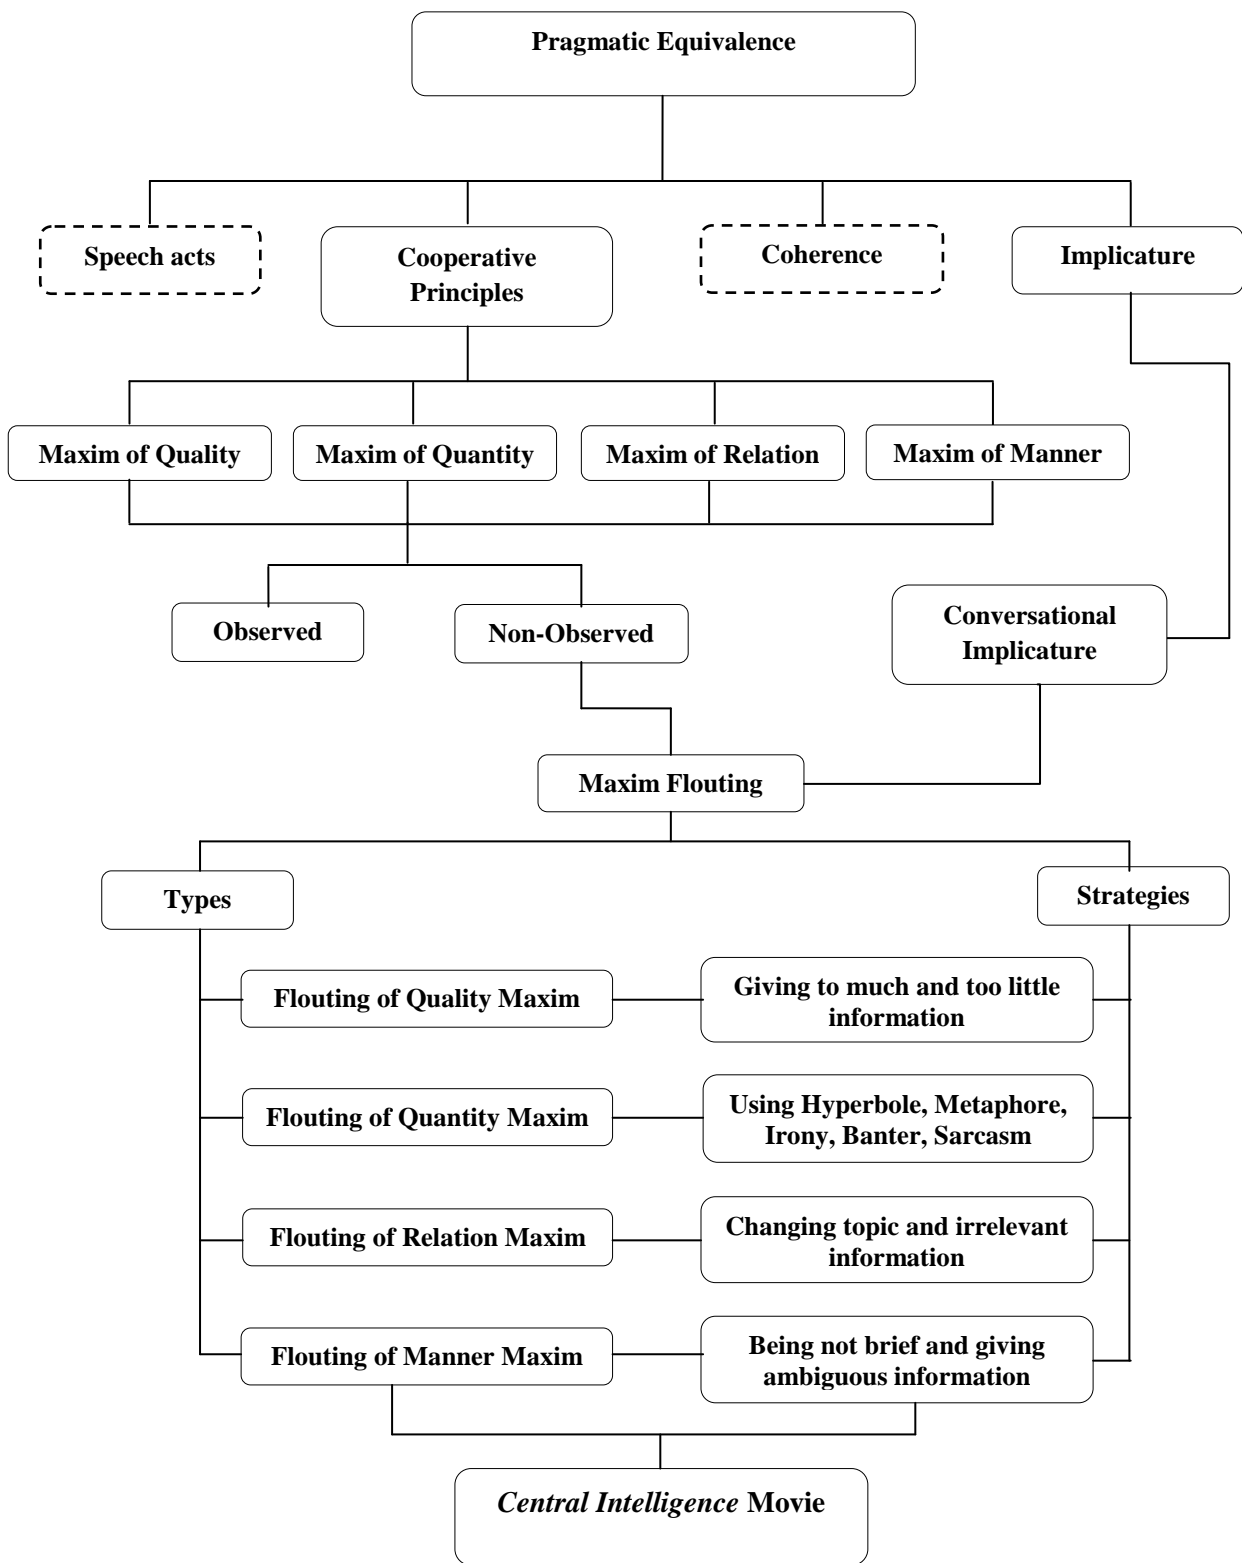 Pragmatic Equivalence
Speech acts
Cooperative
Principles
Coherence
Implicature
Maxim of Quality
Maxim of Quantity
Maxim of Relation
Maxim of Manner
Observed
Non-Observed
Conversational
Implicature
Maxim Flouting
Types
Strategies
Flouting of Quality Maxim
Giving to much and too little
information
Flouting of Quantity Maxim
Using Hyperbole, Metaphore,
Irony, Banter, Sarcasm
Flouting of Relation Maxim
Changing topic and irrelevant
information
Flouting of Manner Maxim
Being not brief and giving
ambiguous information
Central Intelligence Movie